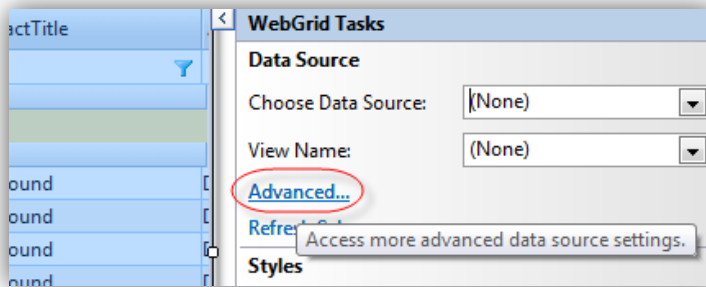 actTitle
WebGrid Tasks
Data Source
Choose Data Source: (None)
View Name: (None)
ound
Advanced...
ound
Access more advanced data source settings.
ound
Styles
ound